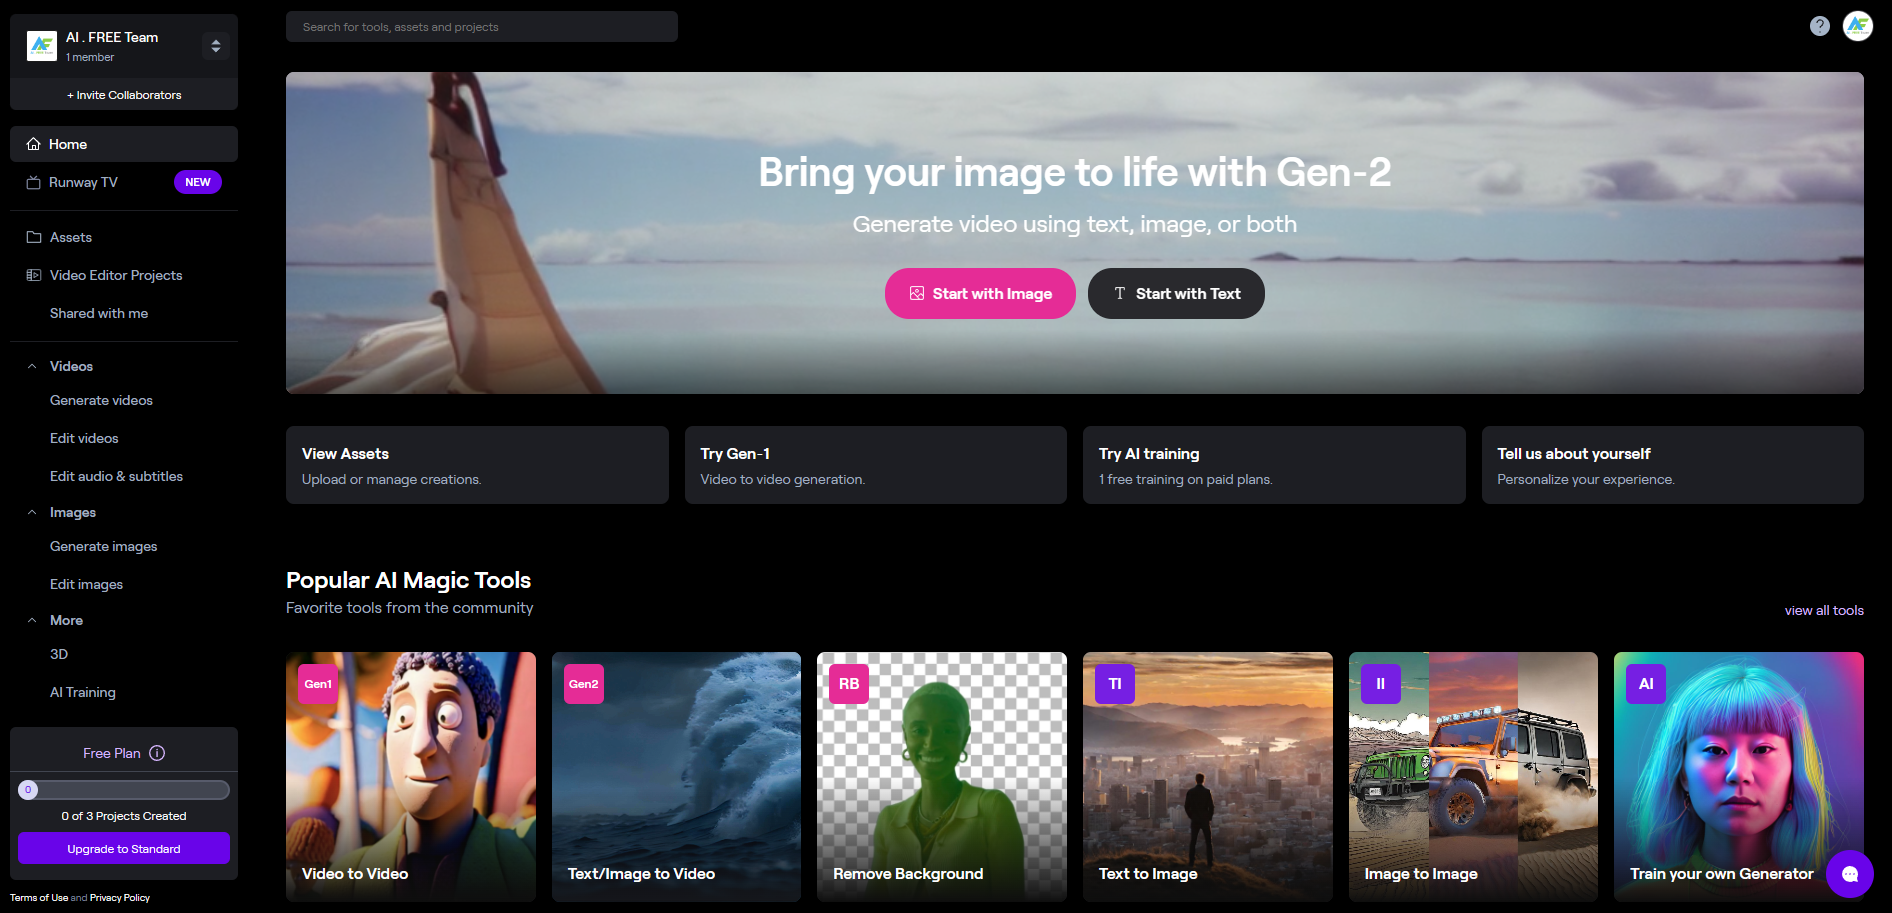 AI . FREE Team
1 member
+ Invite Collaborators
Home
Runway TV NEW
Assets
Video Editor Projects
Shared with me
Videos
Generate videos
Edit videos
Edit audio & subtitles
Images
Generate images
Edit images
More
3D
AI Training
Free Plan
0
0 of 3 Projects Created
Upgrade to Standard
Terms of Use and Privacy Policy
Search for tools, assets and projects
Bring your image to life with Gen-2
Generate video using text, image, or both
Start with Image
Start with Text
View Assets
Upload or manage creations.
Try Gen-1
Video to video generation.
Try AI training
1 free training on paid plans.
Tell us about yourself
Personalize your experience.
Popular AI Magic Tools
Favorite tools from the community
view all tools
Gen1
Video to Video
Gen2
Text/Image to Video
RB
Remove Background
TI
Text to Image
II
Image to Image
AI
Train your own Generator